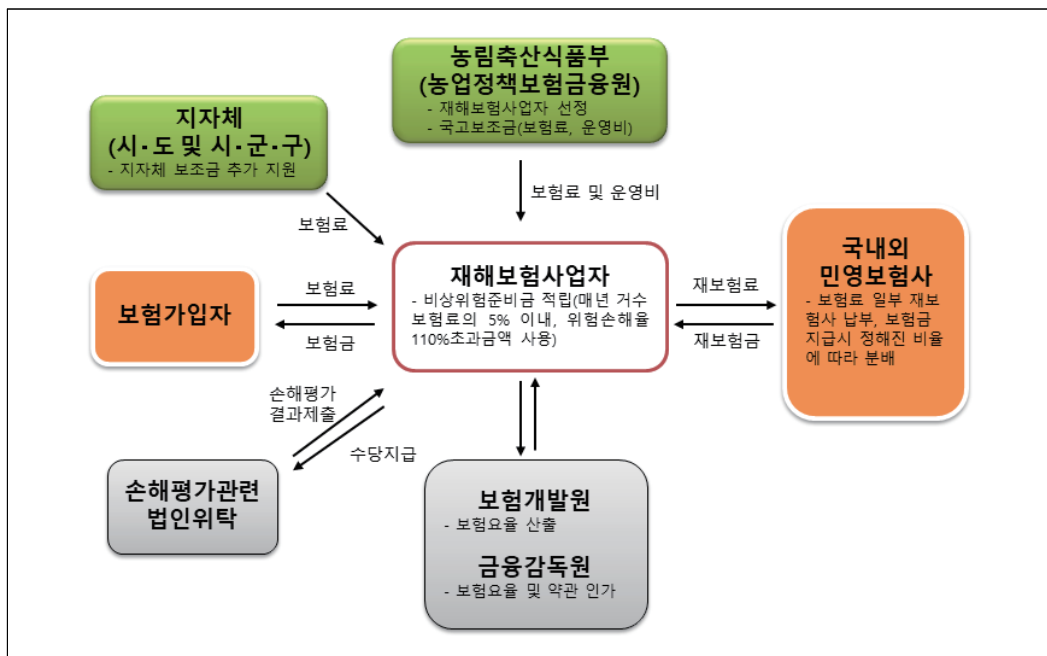 농림축산식품부
(농업정책보험금융원)
- 재해보험사업자 선정
- 국고보조금(보험료, 운영비)
지자체
(시·도 및 시·군·구)
- 지자체 보조금 추가 지원
보험료 및 운영비
보험료
국내외
민영보험사
- 보험료 일부 재보
험사 납부, 보험금
지급시 정해진 비율
에 따라 분배
재해보험사업자
- 비상위험준비금 적립(매년 거수
보험료의 5% 이내, 위험손해율
110%초과금액 사용)
보험가입자
보험료
보험금
재보험료
재보험금
손해평가
결과제출
수당지급
손해평가관련
법인위탁
보험개발원
- 보험요율 산출
금융감독원
- 보험요율 및 약관 인가